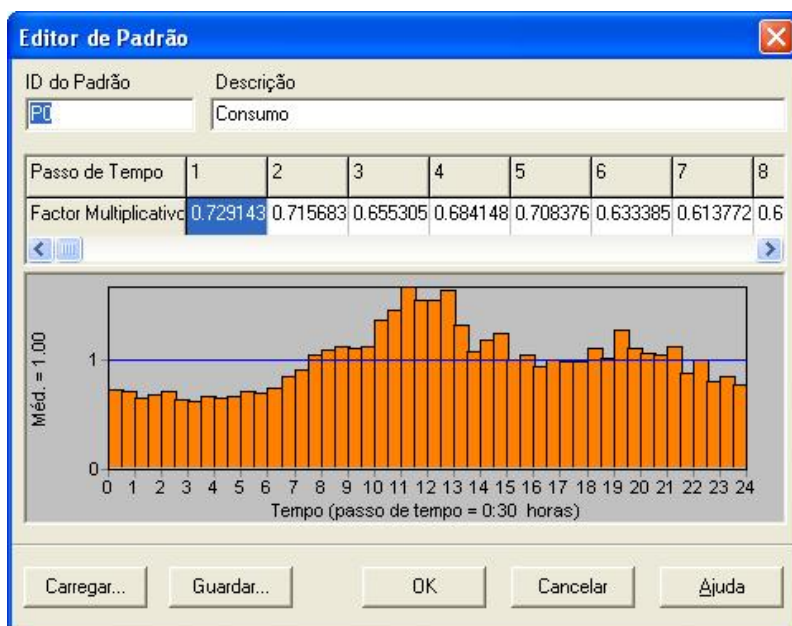 Editor de Padrão
ID do Padrão Descrição
P0 Consumo
Passo de Tempo 1 2 3 4 5 6 7 8
Factor Multiplicativo 0.729143 0.715683 0.655305 0.684148 0.708376 0.633385 0.613772 0.6
Méd. = 1.00
1
0
0 1 2 3 4 5 6 7 8 9 10 11 12 13 14 15 16 17 18 19 20 21 22 23 24
Tempo (passo de tempo = 0:30 horas)
Carregar... Guardar... OK Cancelar Ajuda